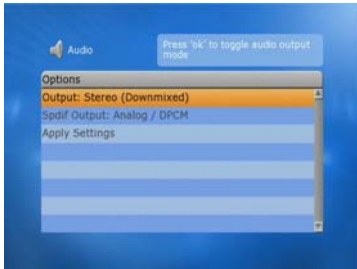 Audio
Press 'ok' to toggle audio output
mode
Options
Output: Stereo (Downmixed)
Spdif Output: Analog / DPCM
Apply Settings